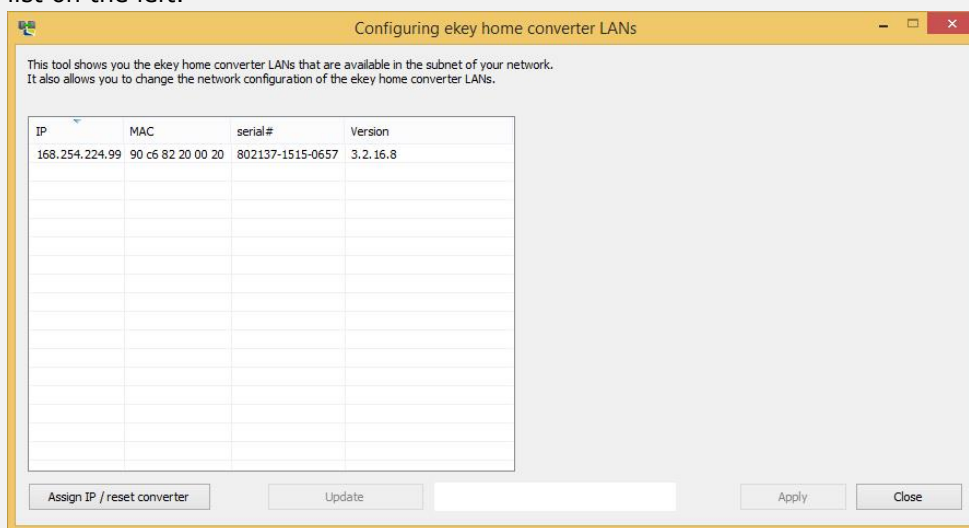 list on the left.
Configuring ekey home converter LANs
This tool shows you the ekey home converter LANs that are available in the subnet of your network.
It also allows you to change the network configuration of the ekey home converter LANs.
IP MAC serial# Version
168.254.224.99 90 c6 82 20 00 20 802137-1515-0657 3.2.16.8
Assign IP / reset converter Update Apply Close